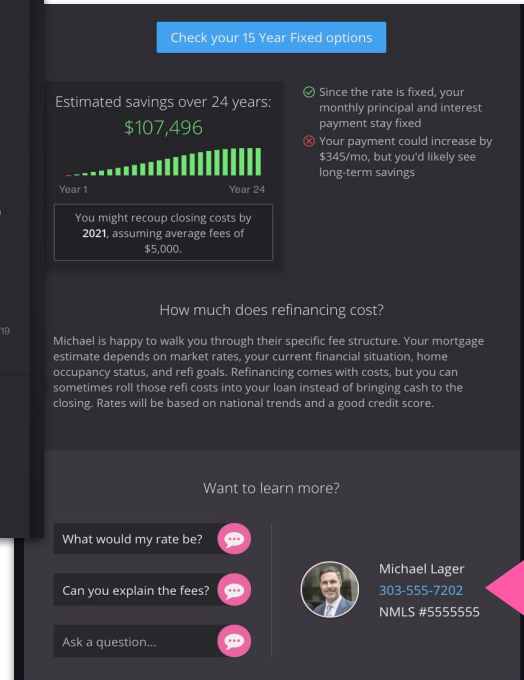 Check your 15 Year Fixed options
Estimated savings over 24 years:
$107,496
Year 1
Year 24
You might recoup closing costs by
2021, assuming average fees of
$5,000.
Since the rate is fixed, your
monthly principal and interest
payment stay fixed
Your payment could increase by
$345/mo, but you'd likely see
long-term savings
19
How much does refinancing cost?
Michael is happy to walk you through their specific fee structure. Your mortgage
estimate depends on market rates, your current financial situation, home
occupancy status, and refi goals. Refinancing comes with costs, but you can
sometimes roll those refi costs into your loan instead of bringing cash to the
closing. Rates will be based on national trends and a good credit score.
Want to learn more?
What would my rate be?
Can you explain the fees?
Ask a question...
Michael Lager
303-555-7202
NMLS #5555555